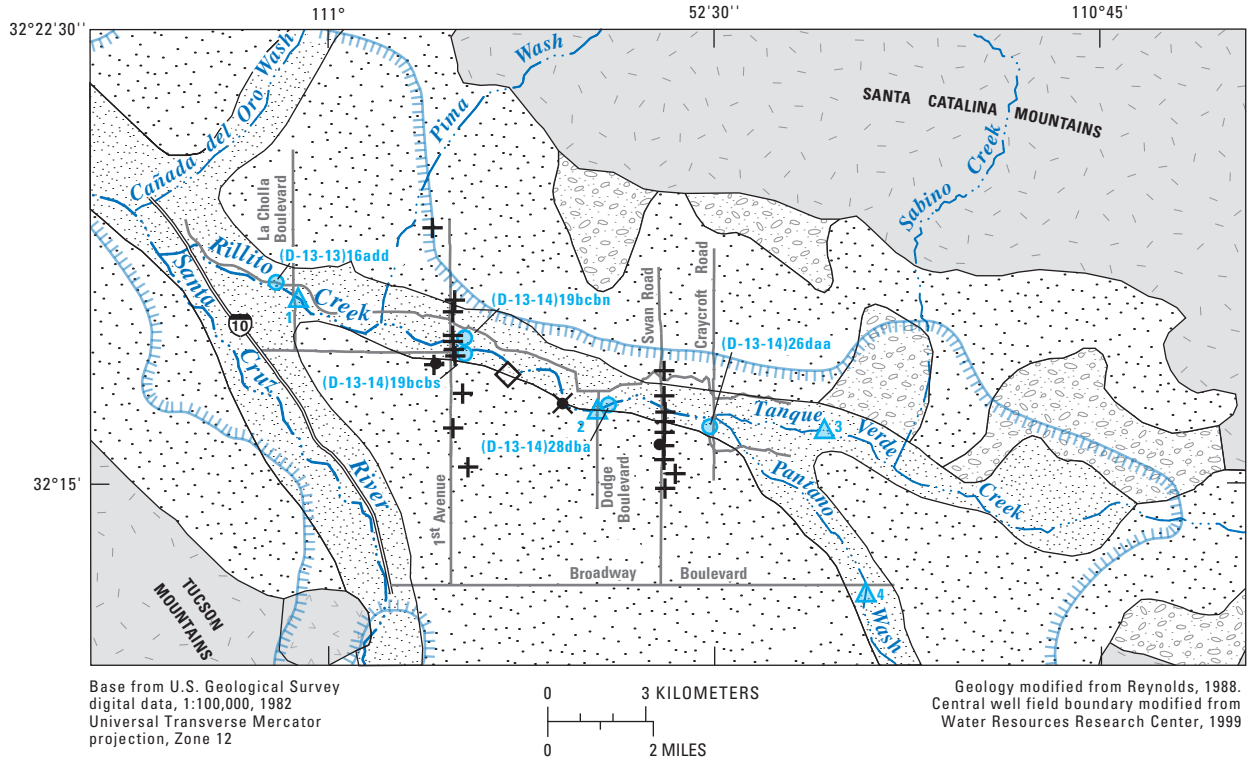 111°
52'30''
110°45'
32°22'30''
Wash
Pima
Cañada del Oro Wash
SANTA CATALINA MOUNTAINS
Sabino Creek
La Cholla
Boulevard
(D-13-13)16add
Rillito
Creek
Santa
Cruz
River
10
1
(D-13-14)19bcbn
Swan Road
Craycroft Road
(D-13-14)26daa
(D-13-14)19bcbs
2
(D-13-14)28dba
Tanque
Verde
Creek
3
32°15'
1st Avenue
Dodge
Boulevard
Pantano
Wash
Broadway Boulevard
4
TUCSON
MOUNTAINS
Base from U.S. Geological Survey
digital data, 1:100,000, 1982
Universal Transverse Mercator
projection, Zone 12
0 3 KILOMETERS
0 2 MILES
Geology modified from Reynolds, 1988.
Central well field boundary modified from
Water Resources Research Center, 1999